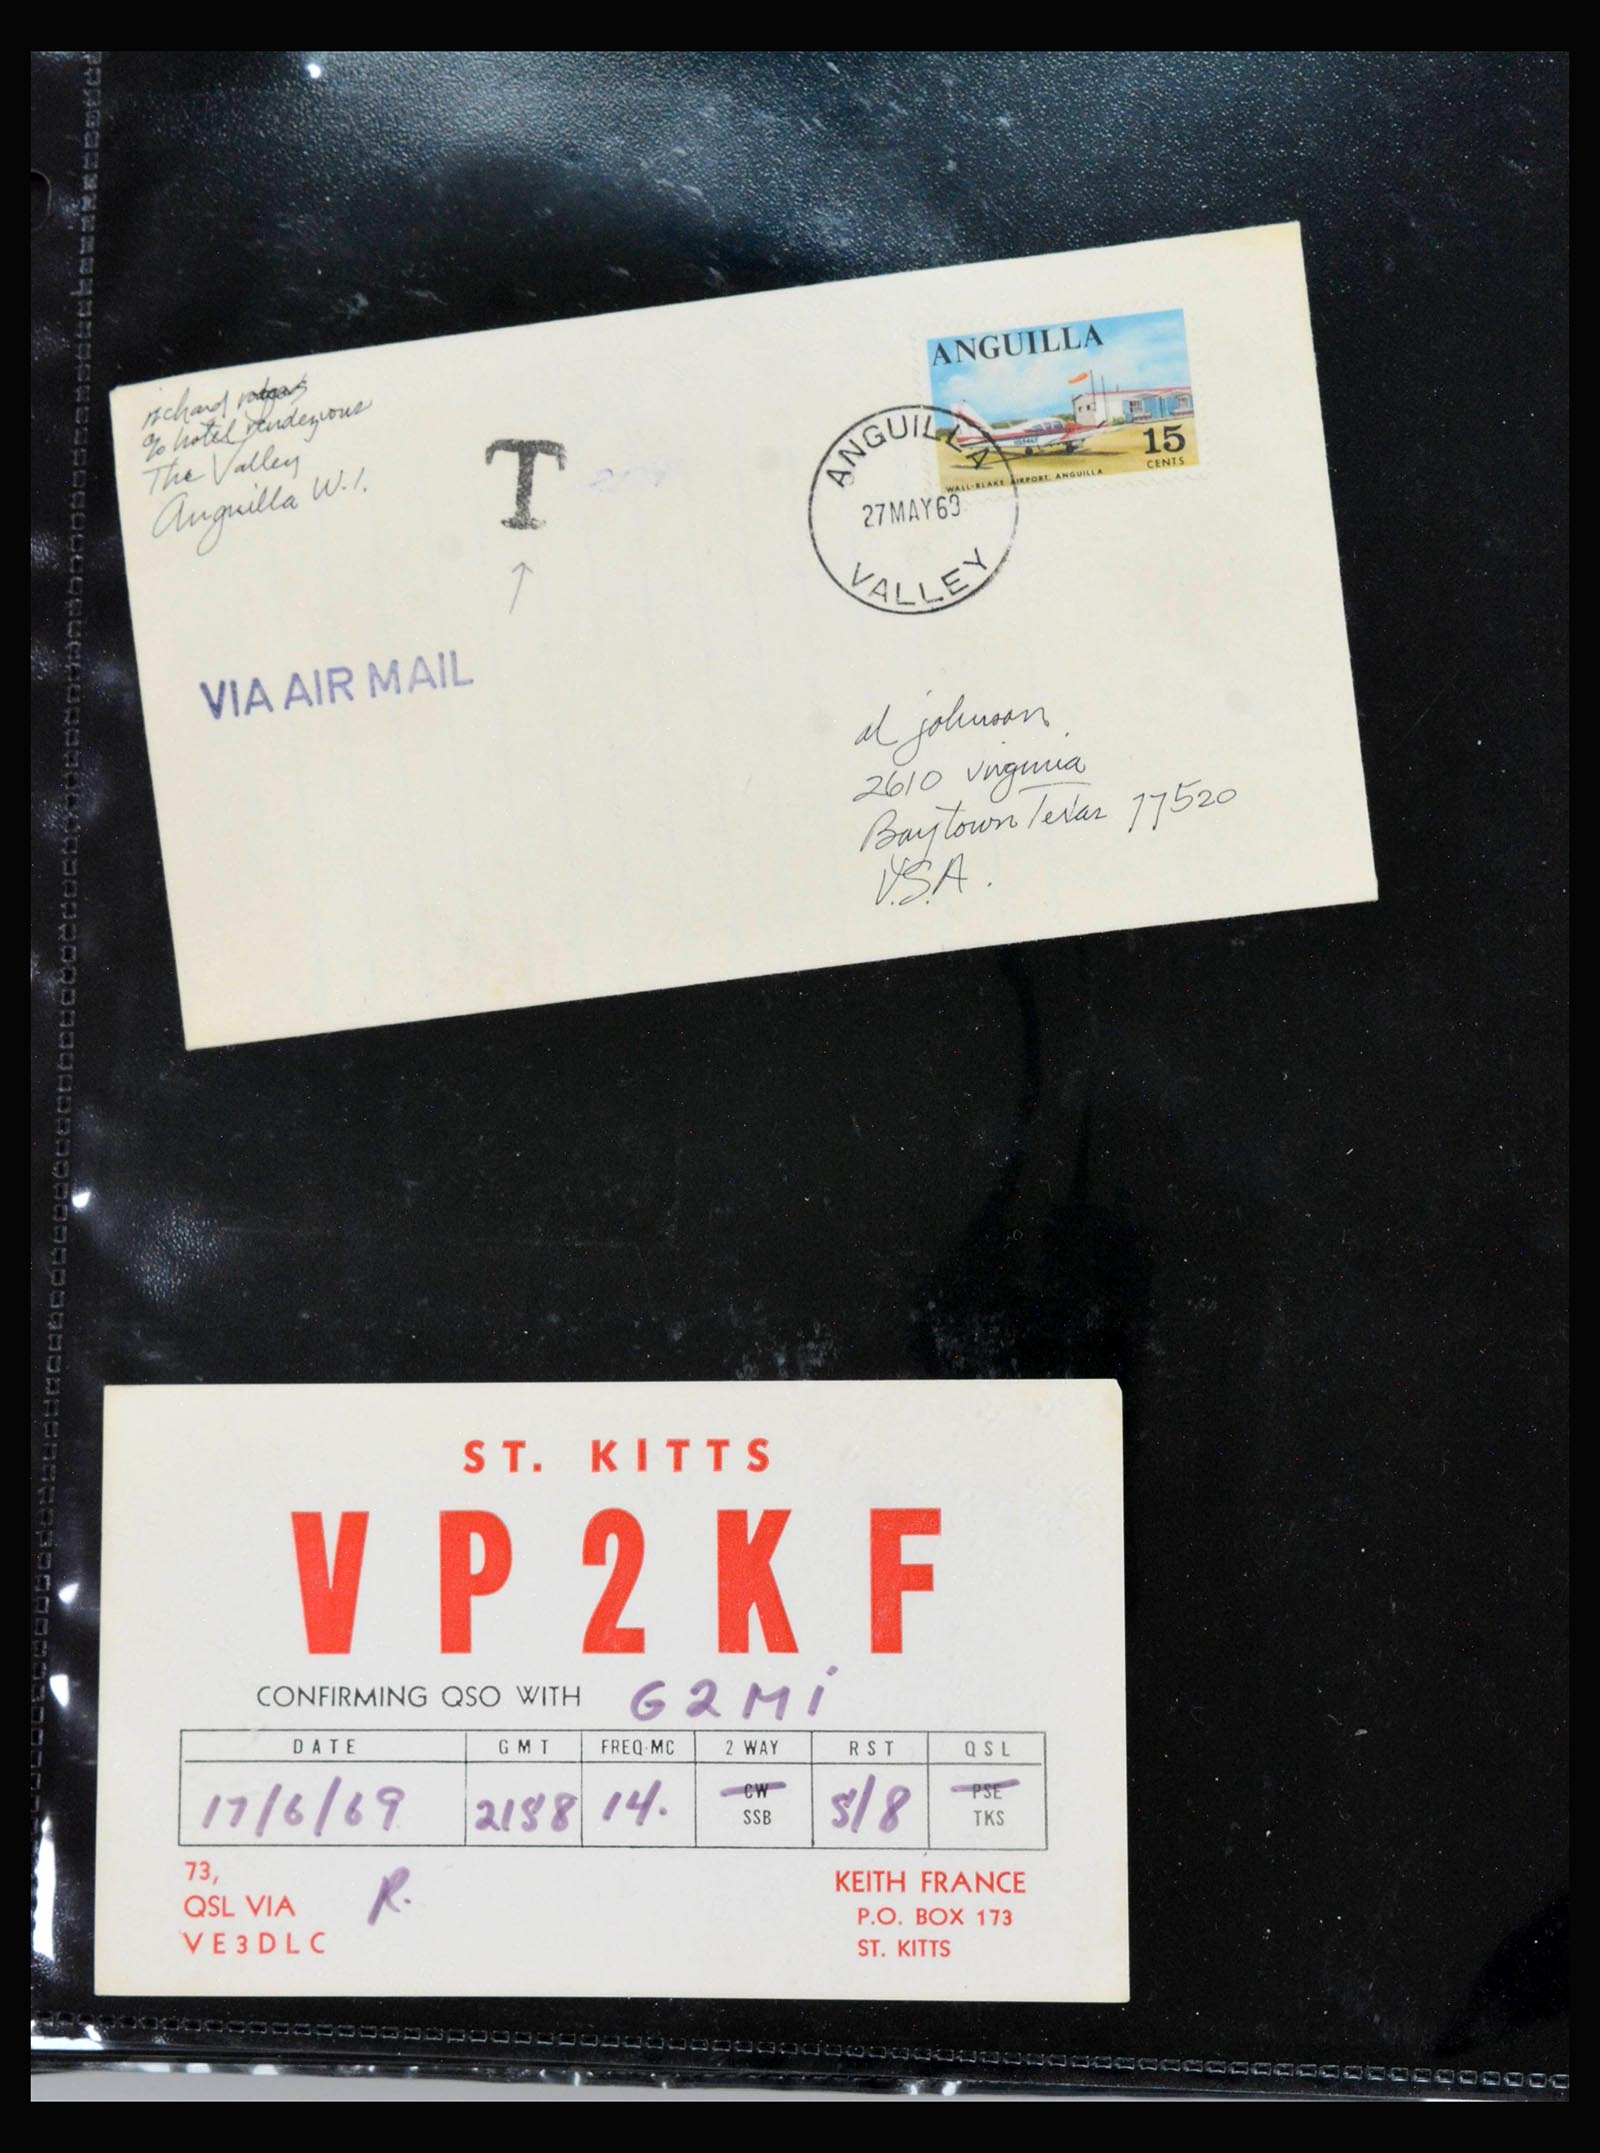 richard
c/o hotel rendezvous
The Valley
Anguilla W.I.
T
VIA AIR MAIL
ANGUILLA
15
CENTS
WALL-BLAKE AIRPORT, ANGUILLA
ANGUILLA
27 MAY 69
VALLEY
al johnson
2610 virginia
Baytown Texas 77520
U.S.A.
ST. KITTS
VP2KF
CONFIRMING QSO WITH G2MI
DATE GMT FREQ-MC 2 WAY RST QSL
17/6/69 2158 14. CW SSB 5/8 PSE TKS
73, R.
QSL VIA
VE3DLC
KEITH FRANCE
P.O. BOX 173
ST. KITTS